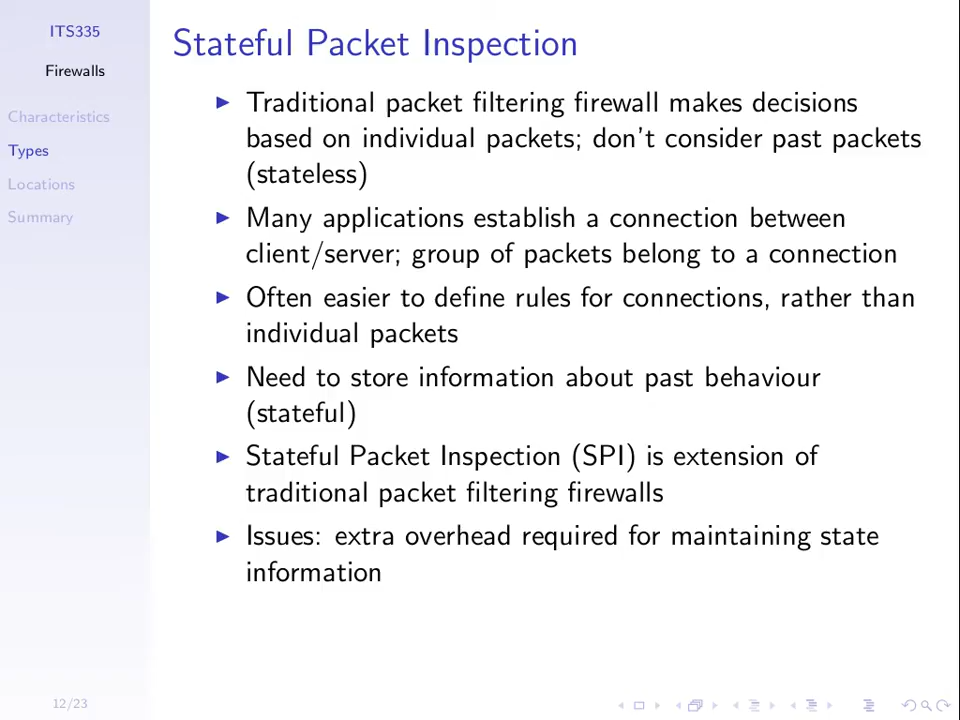 ITS335
Firewalls
Characteristics
Types
Locations
Summary
Stateful Packet Inspection
Traditional packet filtering firewall makes decisions
based on individual packets; don't consider past packets
(stateless)
Many applications establish a connection between
client/server; group of packets belong to a connection
Often easier to define rules for connections, rather than
individual packets
Need to store information about past behaviour
(stateful)
Stateful Packet Inspection (SPI) is extension of
traditional packet filtering firewalls
Issues: extra overhead required for maintaining state
information
12/23